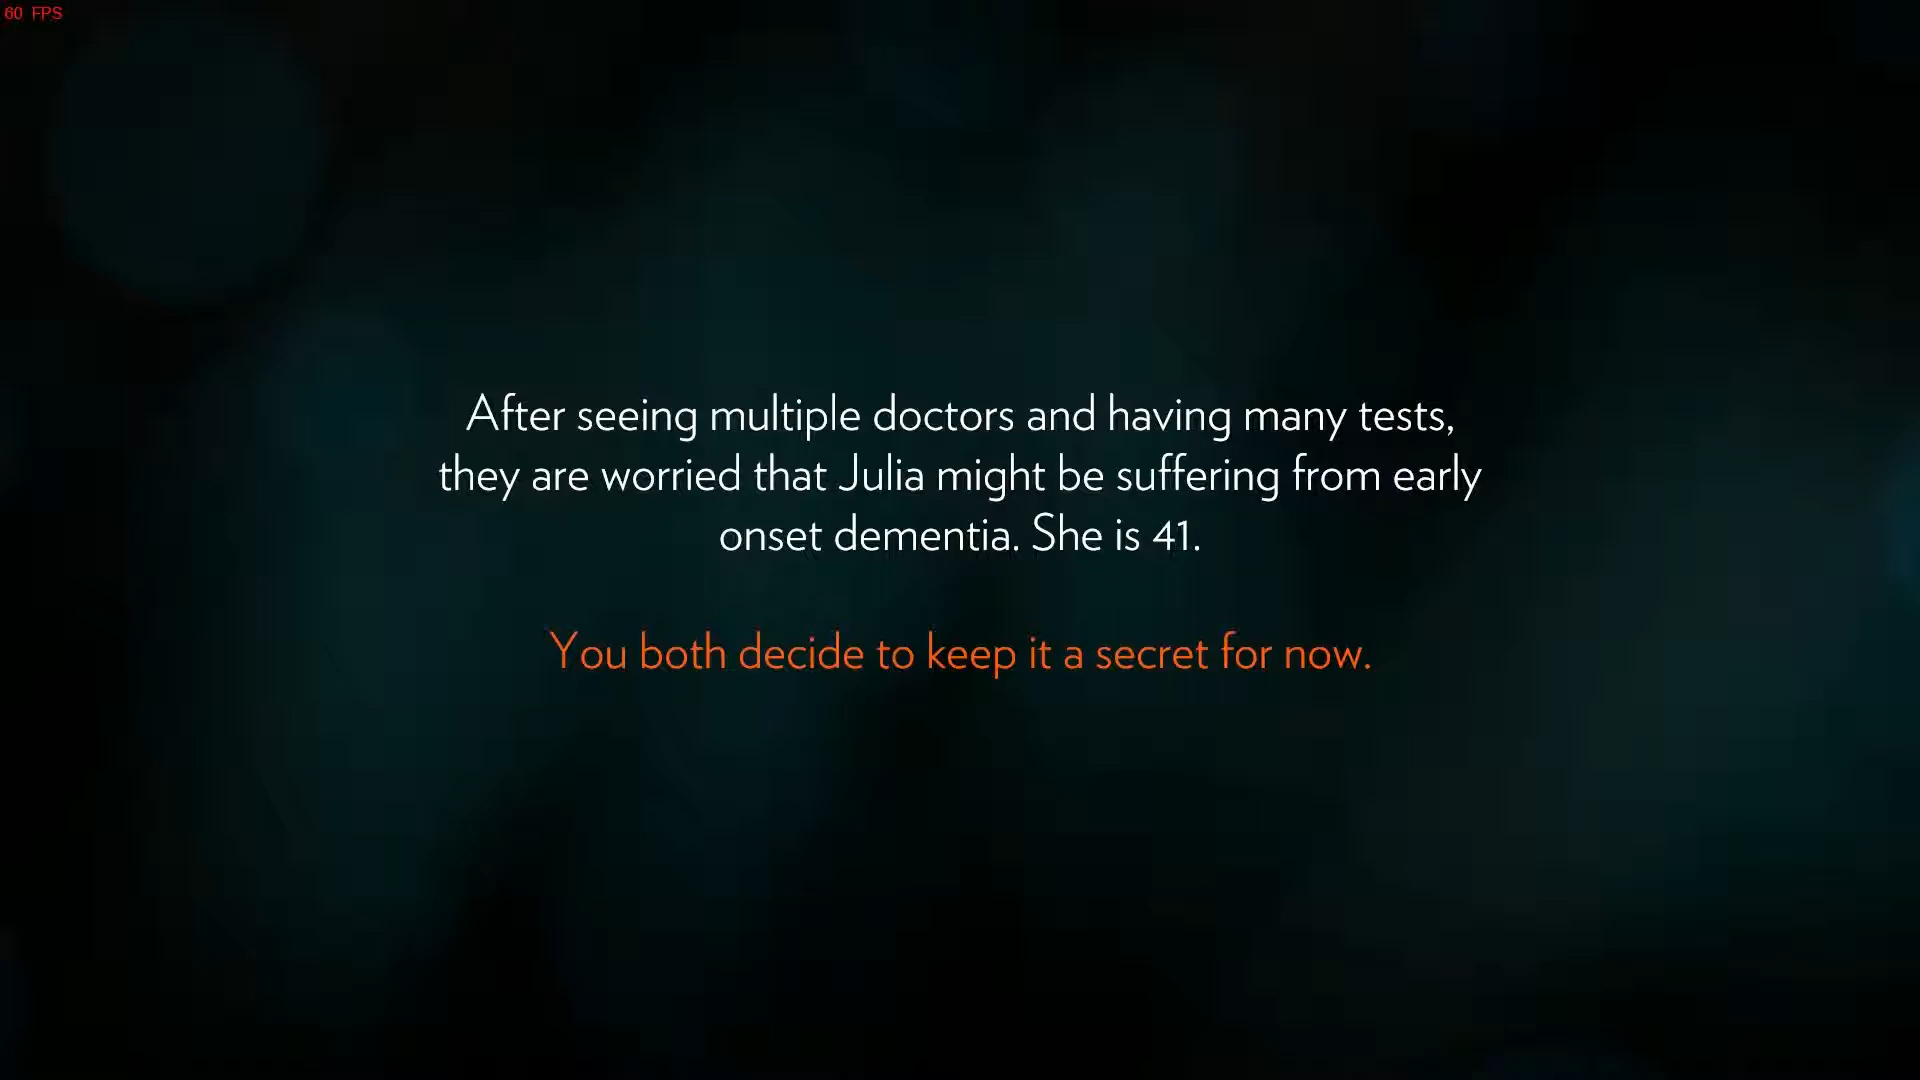 60 FPS
After seeing multiple doctors and having many tests,
they are worried that Julia might be suffering from early
onset dementia. She is 41.
You both decide to keep it a secret for now.